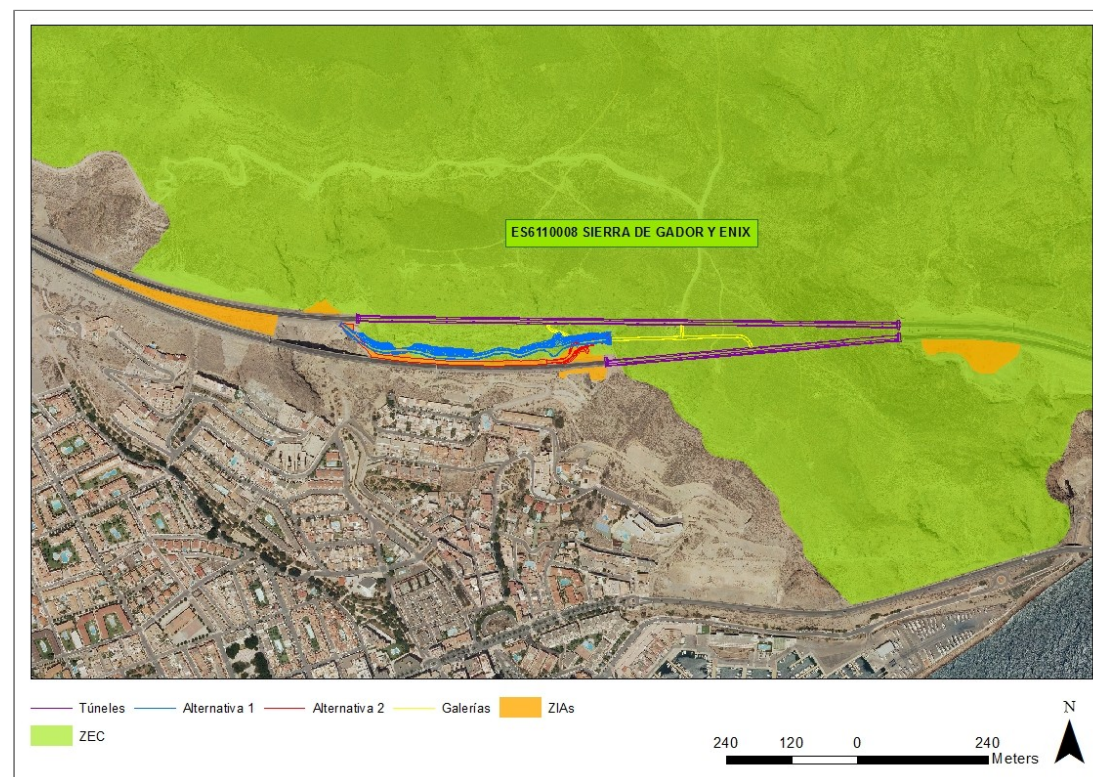 ES6110008 SIERRA DE GADOR Y ENIX
Túneles Alternativa 1 Alternativa 2 Galerías ZIAs
ZEC
N
240 120 0 240
Meters